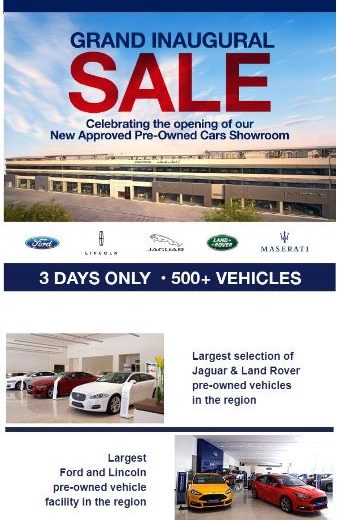 GRAND INAUGURAL
SALE
Celebrating the opening of our
New Approved Pre-Owned Cars Showroom
Ford
LINCOLN
JAGUAR
LAND-
ROVER
MASERATI
3 DAYS ONLY • 500+ VEHICLES
Largest selection of
Jaguar & Land Rover
pre-owned vehicles
in the region
Largest
Ford and Lincoln
pre-owned vehicle
facility in the region